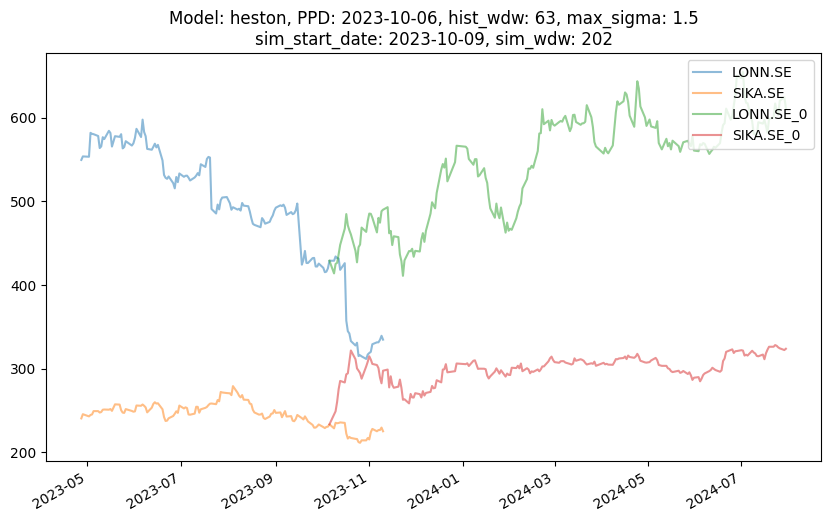 Model: heston, PPD: 2023-10-06, hist_wdw: 63, max_sigma: 1.5
sim_start_date: 2023-10-09, sim_wdw: 202
LONN.SE
SIKA.SE
LONN.SE_0
SIKA.SE_0
600
500
400
300
200
2023-05
2023-07
2023-09
2023-11
2024-01
2024-03
2024-05
2024-07